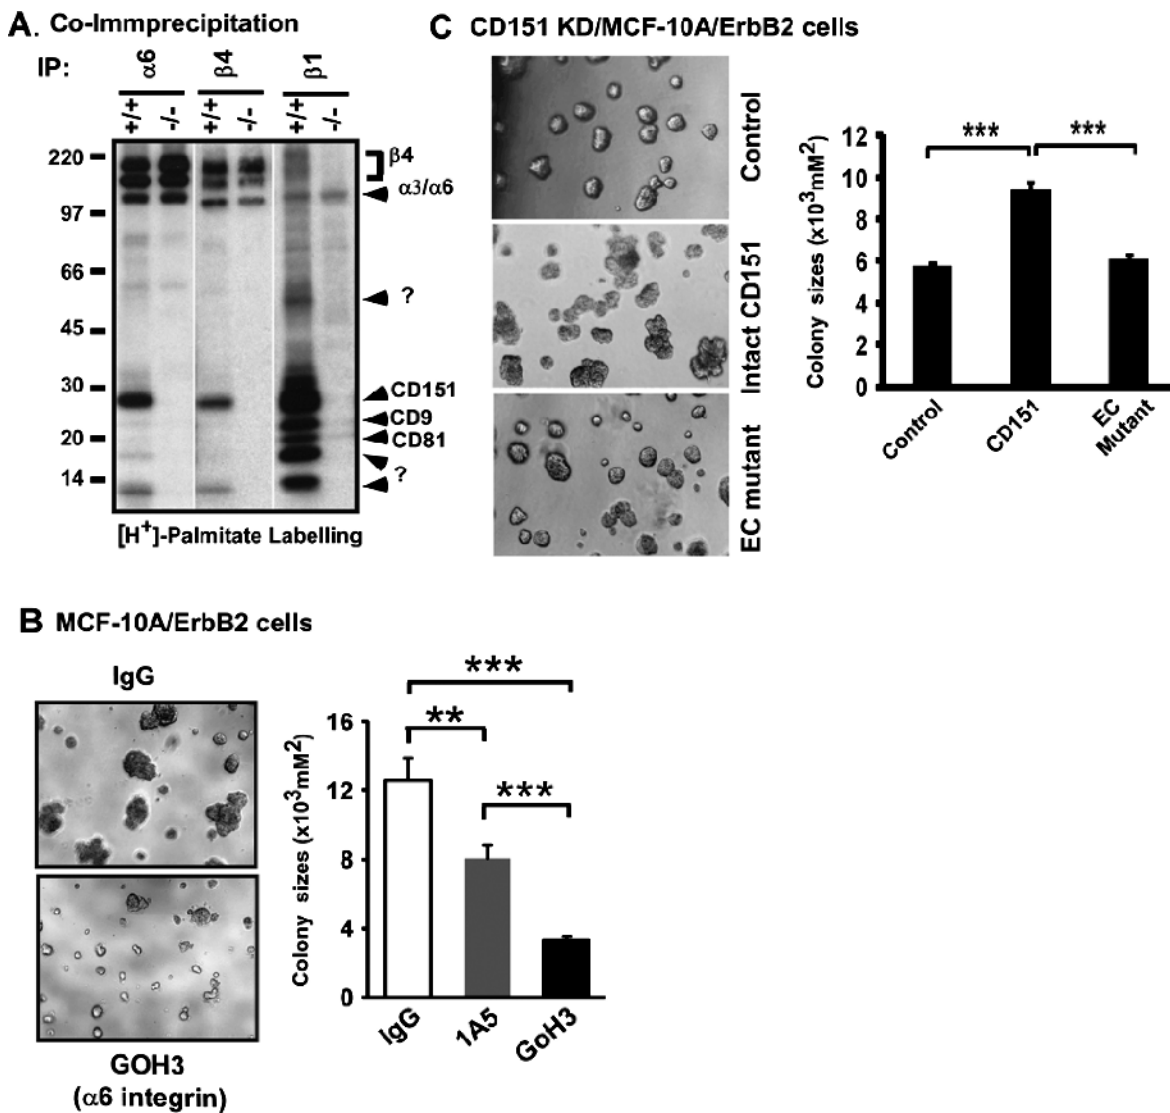 A. Co-Immprecipitation
IP: α6 β4 β1
+/+ -/- +/+ -/- +/+ -/-
220
97
66
45
30
20
14
β4
α3/α6
?
CD151
CD9
CD81
?
[H⁺]-Palmitate Labelling
C CD151 KD/MCF-10A/ErbB2 cells
Control
Intact CD151
EC mutant
Colony sizes (x10³mM²)
12
10
8
6
4
2
0
*** ***
Control
CD151
EC
Mutant
B MCF-10A/ErbB2 cells
IgG
GOH3
(α6 integrin)
Colony sizes (x10³mM²)
16
12
8
4
0
***
**
***
IgG
1A5
GoH3